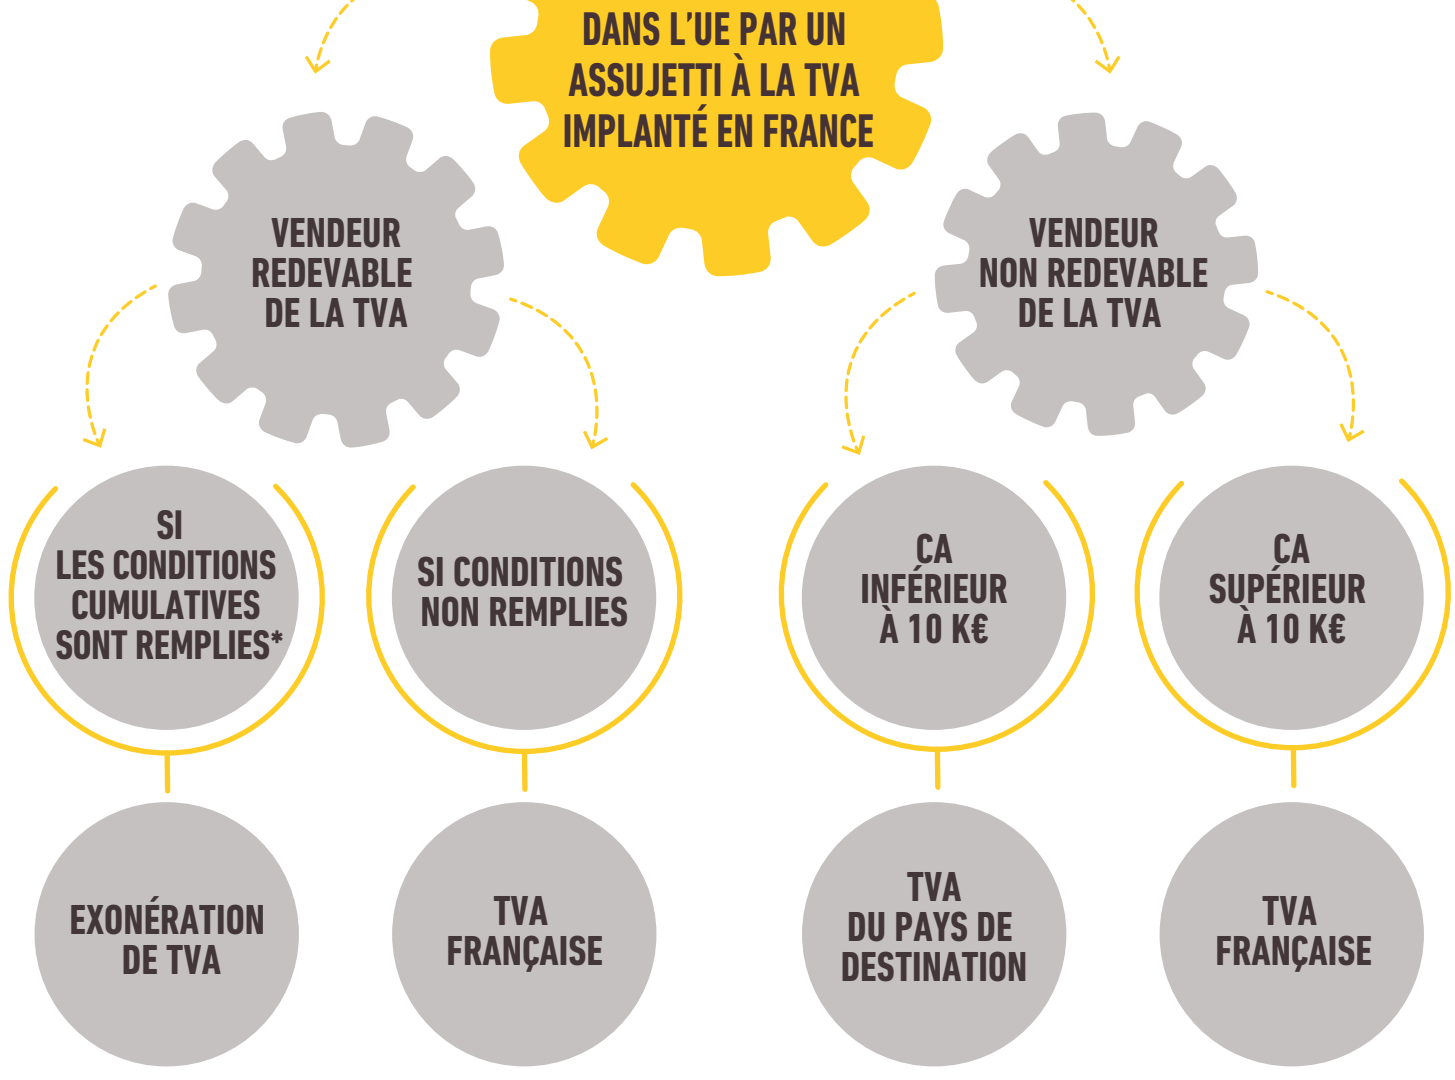 DANS L'UE PAR UN
ASSUJETTI À LA TVA
IMPLANTÉ EN FRANCE
VENDEUR
REDEVABLE
DE LA TVA
VENDEUR
NON REDEVABLE
DE LA TVA
SI
LES CONDITIONS
CUMULATIVES
SONT REMPLIES*
SI CONDITIONS
NON REMPLIES
CA
INFÉRIEUR
À 10 K€
CA
SUPÉRIEUR
À 10 K€
EXONÉRATION
DE TVA
TVA
FRANÇAISE
TVA
DU PAYS DE
DESTINATION
TVA
FRANÇAISE